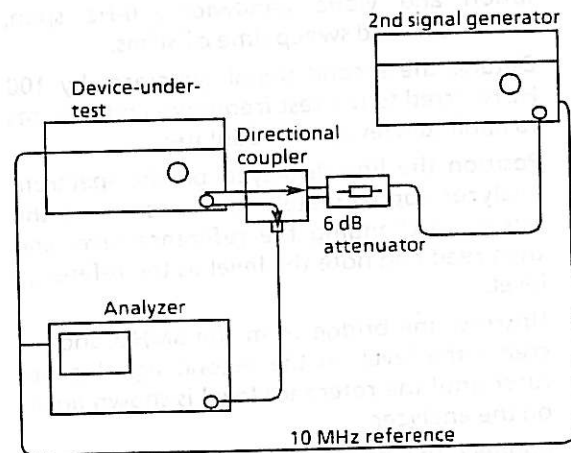 2nd signal generator
Device-under-
test
Directional
coupler
6 dB
attenuator
Analyzer
10 MHz reference